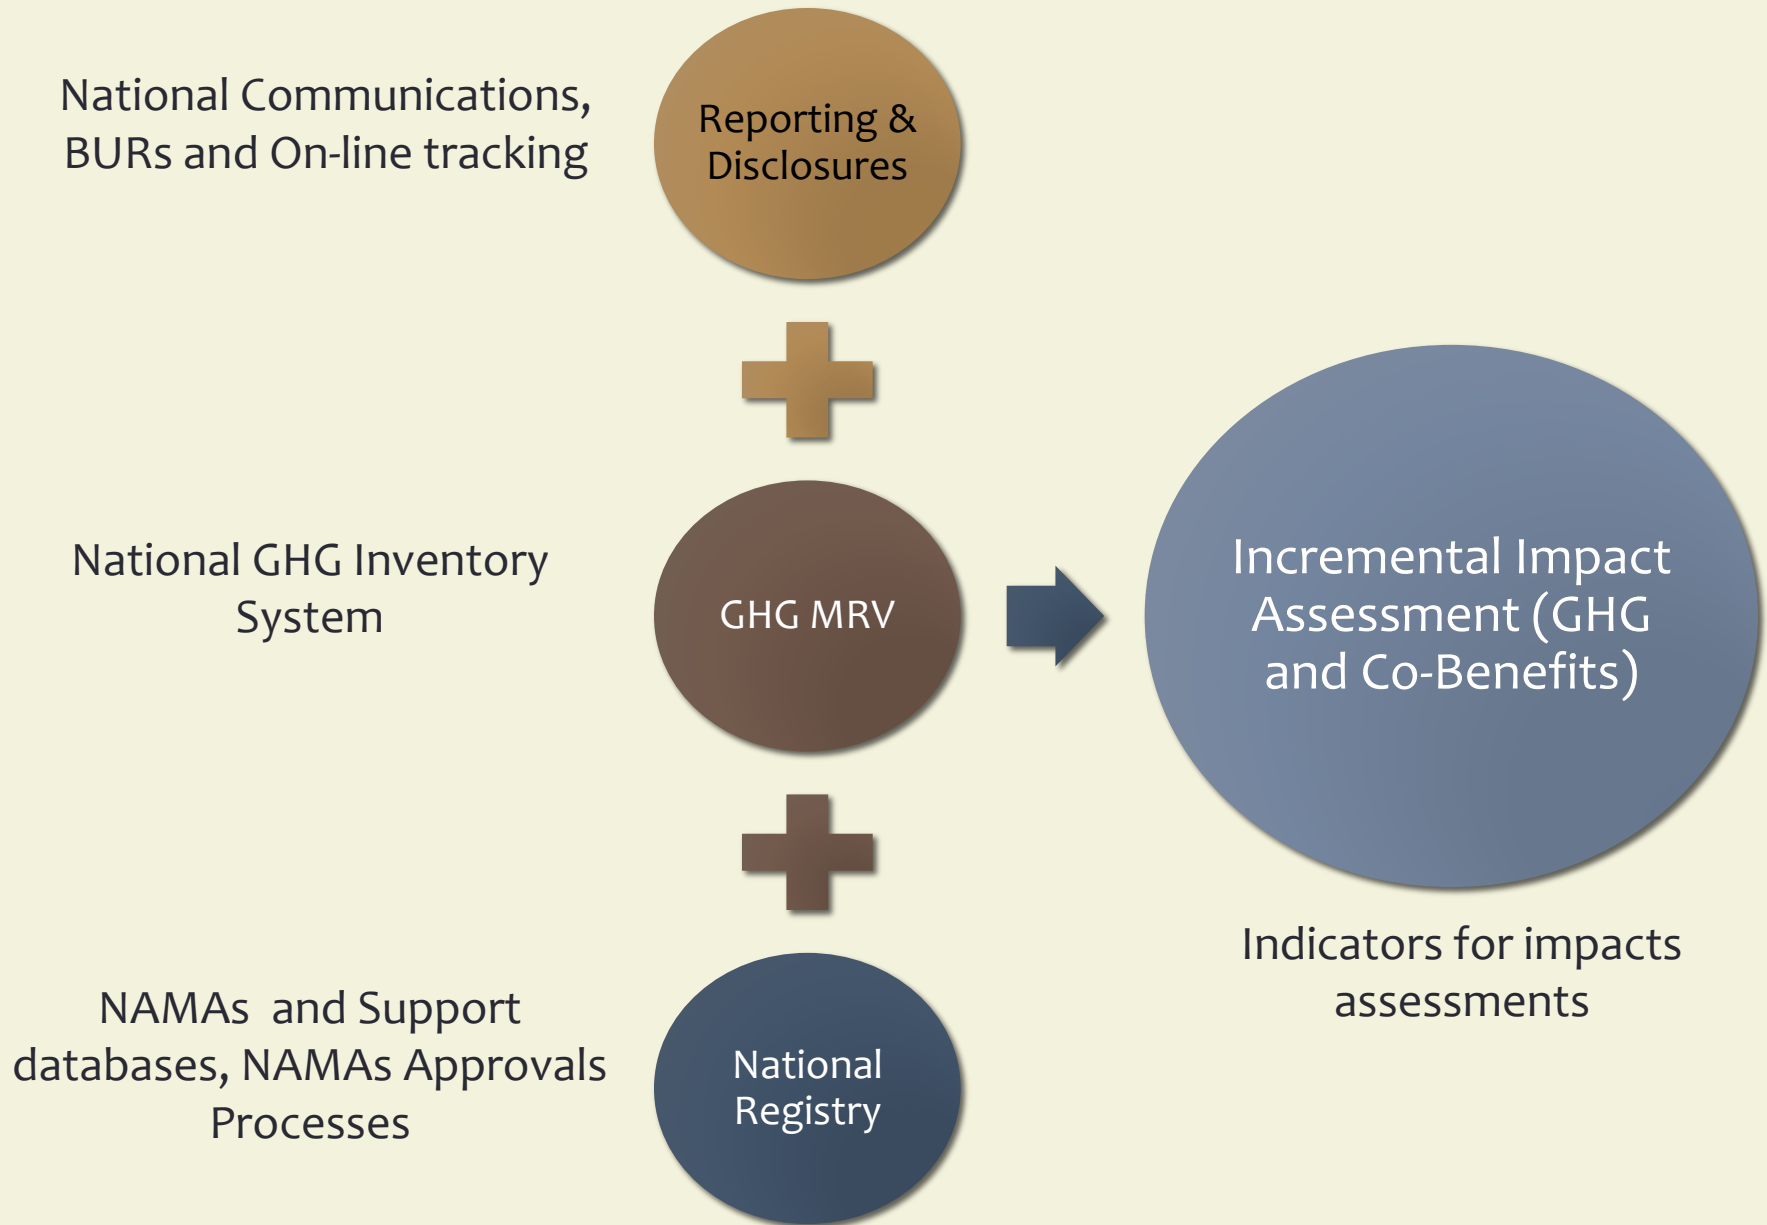 National Communications,
BURs and On-line tracking
Reporting &
Disclosures
National GHG Inventory
System
GHG MRV
Incremental Impact
Assessment (GHG
and Co-Benefits)
Indicators for impacts
assessments
NAMAs  and Support
databases, NAMAs Approvals
Processes
National
Registry